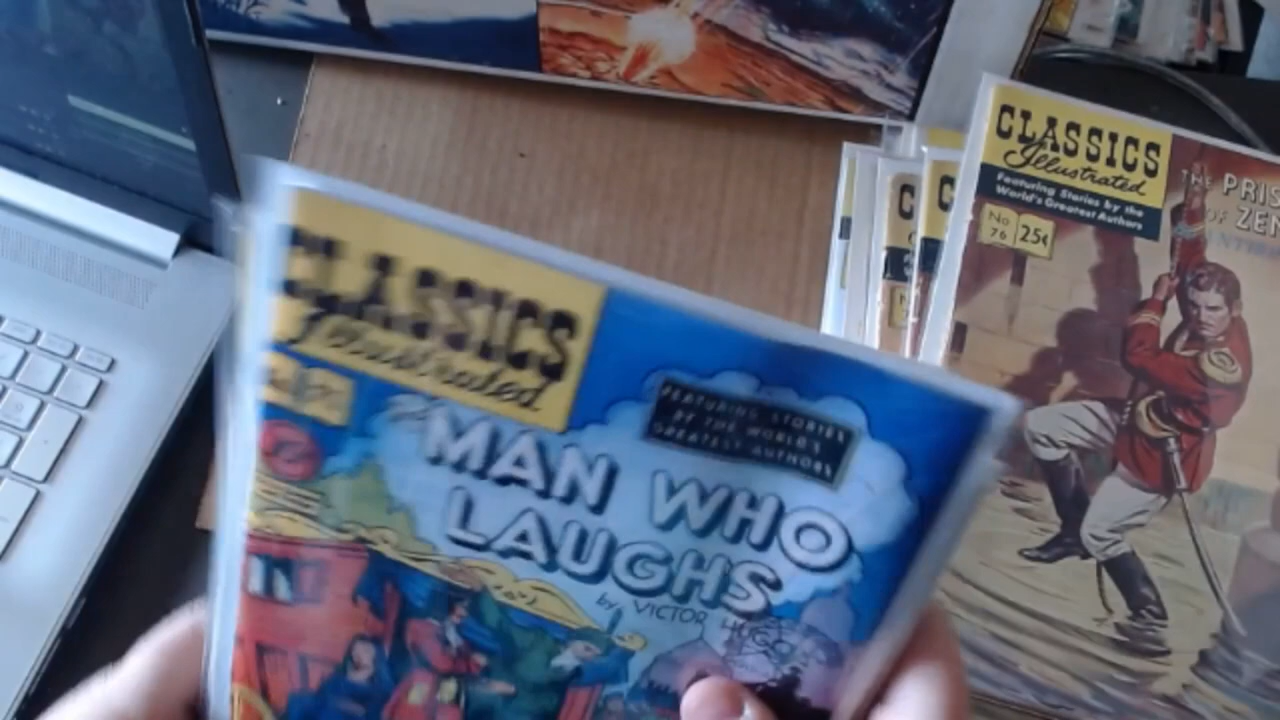 CLASSICS
Illustrated
FEATURING STORIES
BY THE WORLD'S
GREATEST AUTHORS
MAN WHO
LAUGHS
by VICTOR HUGO
CLASSICS
Illustrated
Featuring Stories by the
World's Greatest Authors
No
76
25¢
THE PRIS
OF ZEN
C
C